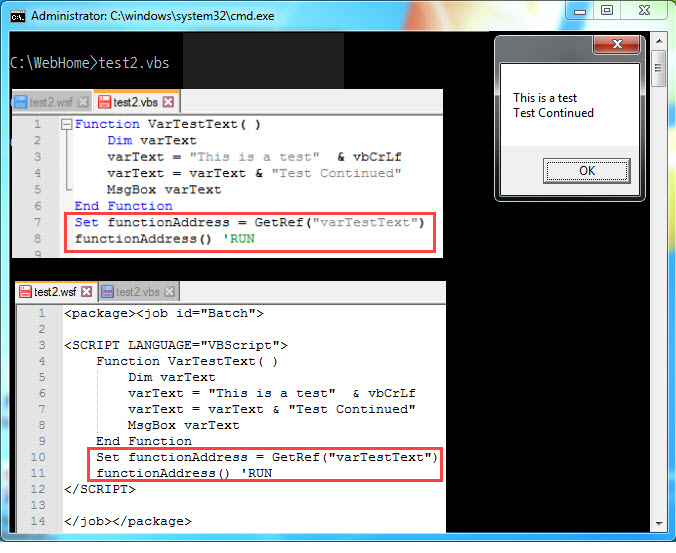 Administrator: C:\windows\system32\cmd.exe
C:\WebHome>test2.vbs
This is a test
Test Continued
OK
test2.wsf test2.vbs
1 Function VarTestText( )
2 Dim varText
3 varText = "This is a test" & vbCrLf
4 varText = varText & "Test Continued"
5 MsgBox varText
6 End Function
7 Set functionAddress = GetRef("varTestText")
8 functionAddress() 'RUN
9
test2.wsf test2.vbs
1 <package><job id="Batch">
2
3 <SCRIPT LANGUAGE="VBScript">
4 Function VarTestText( )
5 Dim varText
6 varText = "This is a test" & vbCrLf
7 varText = varText & "Test Continued"
8 MsgBox varText
9 End Function
10 Set functionAddress = GetRef("varTestText")
11 functionAddress() 'RUN
12 </SCRIPT>
13
14 </job></package>